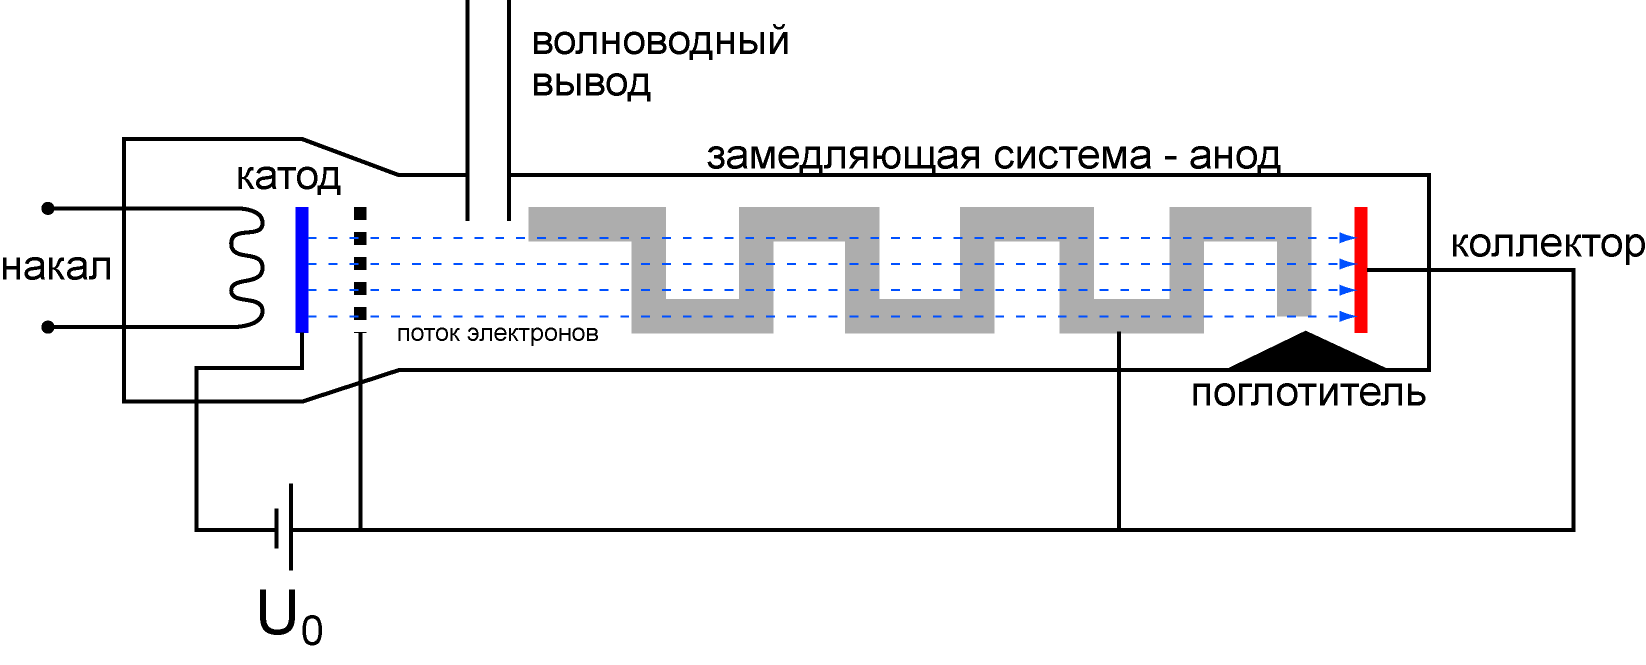 волноводный
вывод
замедляющая система - анод
катод
накал
коллектор
поток электронов
поглотитель
U0